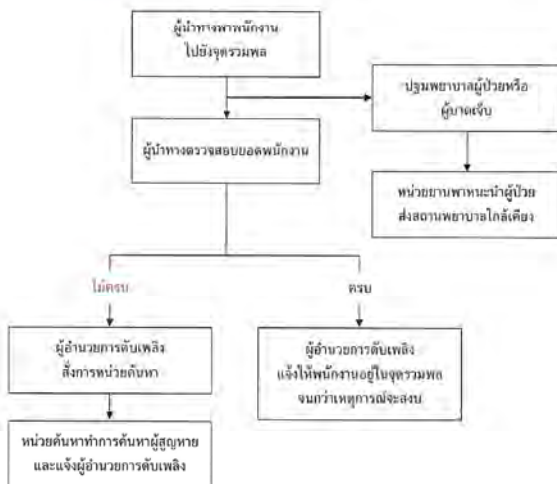 ผู้นำทางพาพนักงาน
ไปยังจุดรวมพล
ปฐมพยาบาลผู้ป่วยหรือ
ผู้บาดเจ็บ
ผู้นำทางตรวจสอบยอดพนักงาน
หน่วยยานพาหนะนำผู้ป่วย
ส่งสถานพยาบาลใกล้เคียง
ไม่ครบ
ครบ
ผู้อำนวยการดับเพลิง
สั่งการหน่วยค้นหา
ผู้อำนวยการดับเพลิง
แจ้งให้พนักงานอยู่ในจุดรวมพล
จนกว่าเหตุการณ์จะสงบ
หน่วยค้นหาทำการค้นหาผู้สูญหาย
และแจ้งผู้อำนวยการดับเพลิง